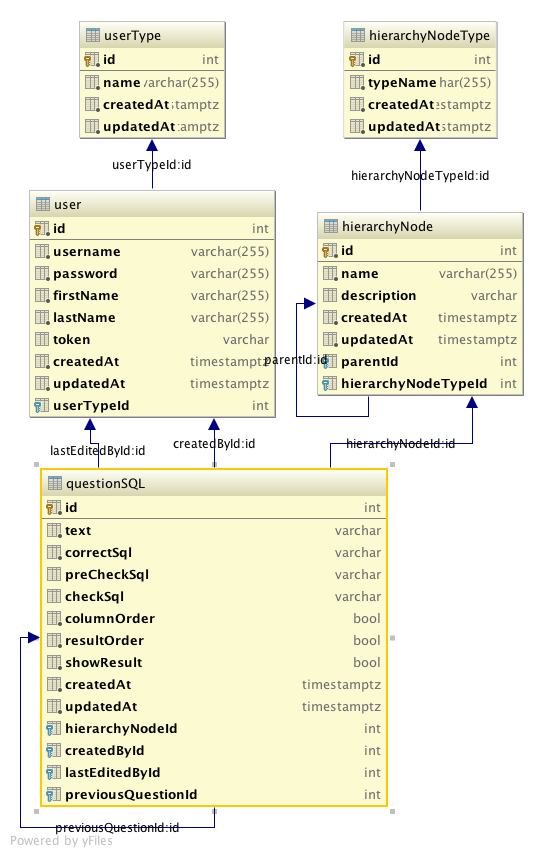 userType
id int
name varchar(255)
createdAt stamptz
updatedAt amptz
hierarchyNodeType
id int
typeName har(255)
createdAt estamptz
updatedAt stamptz
userTypeId:id
hierarchyNodeTypeId:id
user
id int
username varchar(255)
password varchar(255)
firstName varchar(255)
lastName varchar(255)
token varchar
createdAt timestamptz
updatedAt timestamptz
userTypeId int
hierarchyNode
id int
name varchar(255)
description varchar
createdAt timestamptz
updatedAt timestamptz
parentId int
hierarchyNodeTypeId int
parentId:id
lastEditedById:id
createdById:id
hierarchyNodeId:id
questionSQL
id int
text varchar
correctSql varchar
preCheckSql varchar
checkSql varchar
columnOrder bool
resultOrder bool
showResult bool
createdAt timestamptz
updatedAt timestamptz
hierarchyNodeId int
createdById int
lastEditedById int
previousQuestionId int
previousQuestionId:id
Powered by yFiles